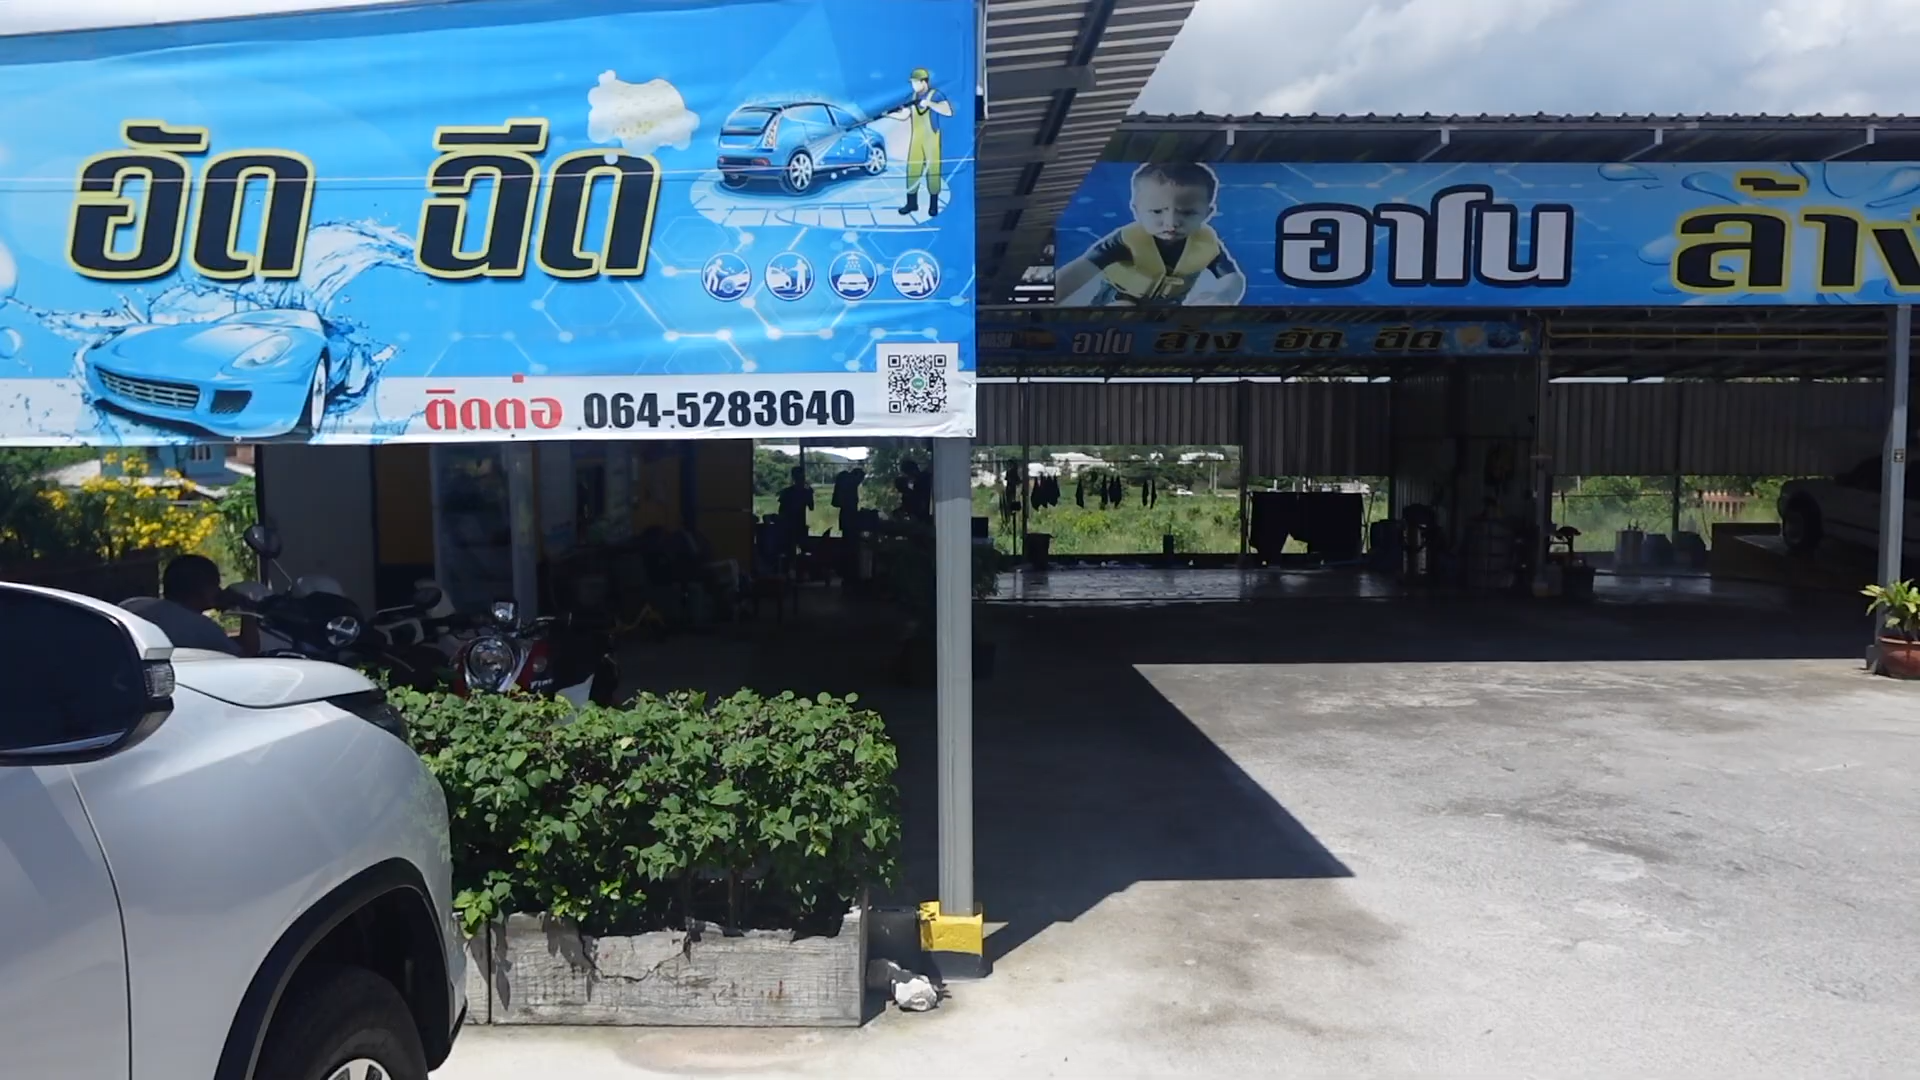 อัด ฉีด
ติดต่อ 064-5283640
อาโน ล้าง
WASH อาโน ล้าง อัด ฉีด